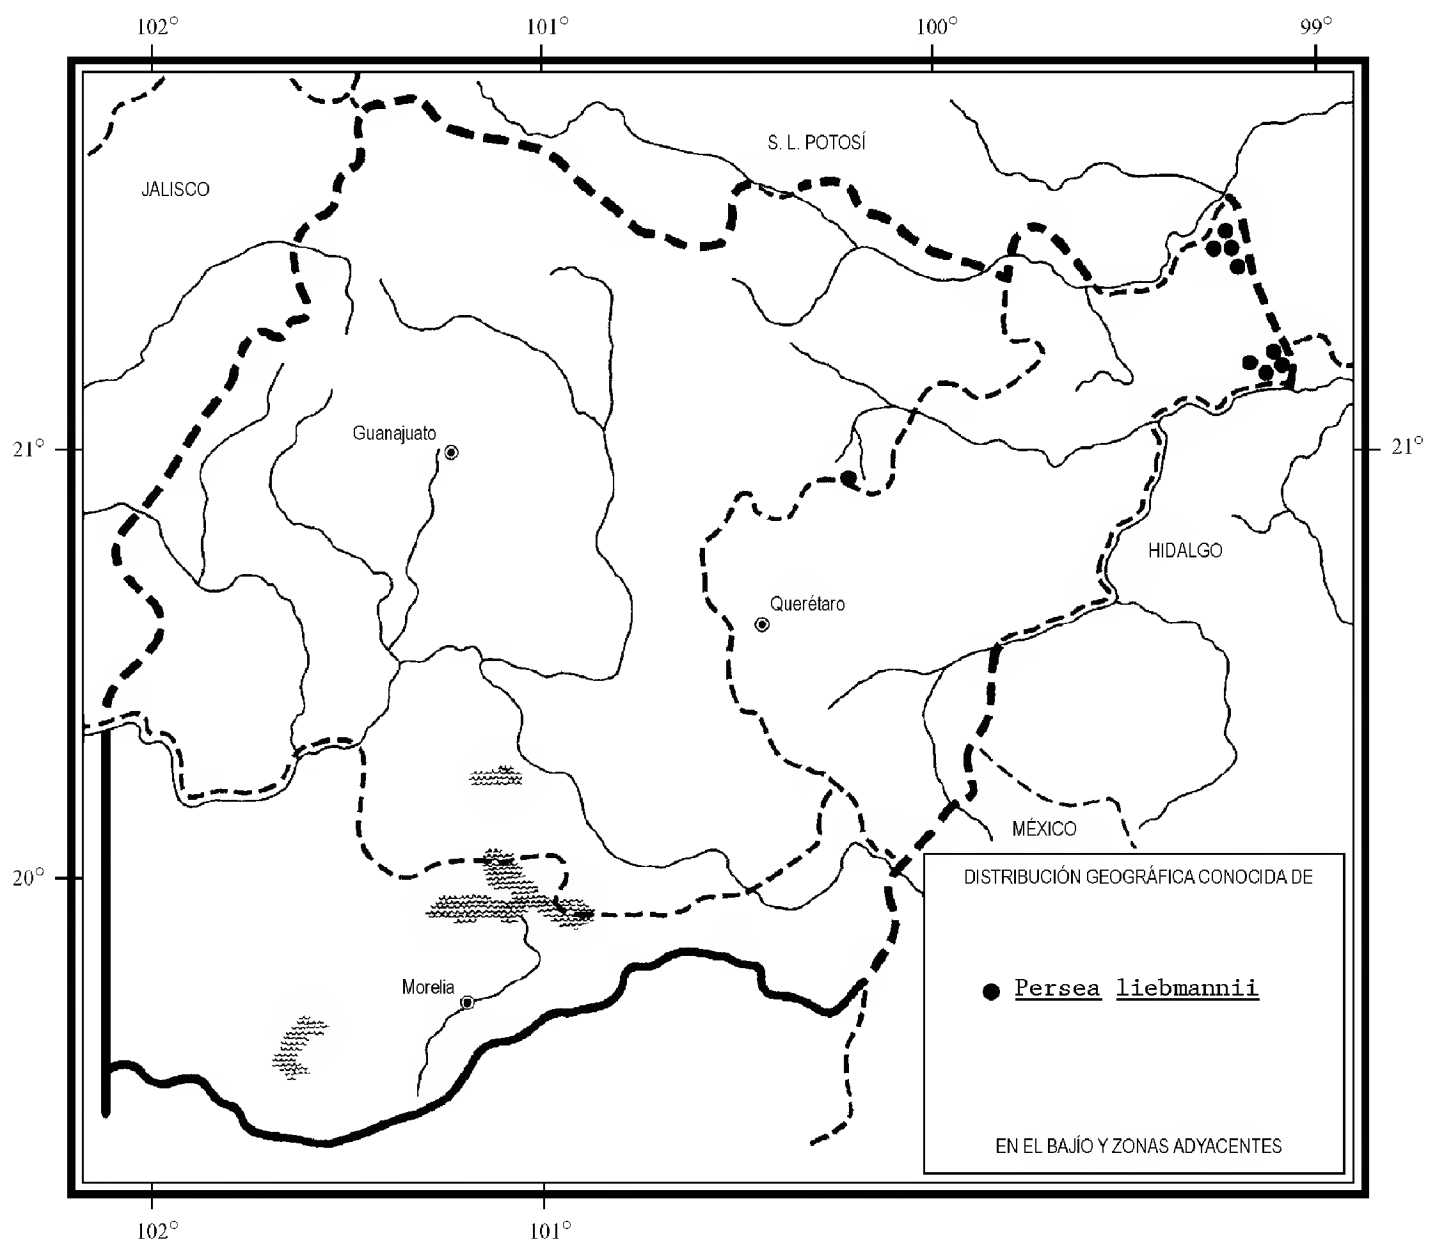 102° 101° 100° 99°
S. L. POTOSÍ
JALISCO
Guanajuato
21° 21°
HIDALGO
Querétaro
MÉXICO
20°
DISTRIBUCIÓN GEOGRÁFICA CONOCIDA DE
Persea liebmannii
Morelia
EN EL BAJÍO Y ZONAS ADYACENTES
102° 101°